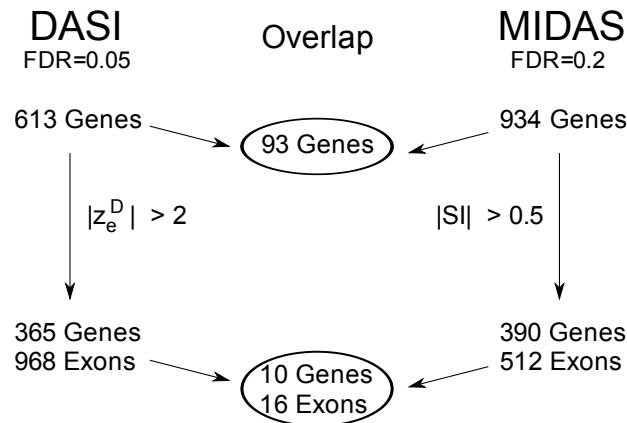 DASI
FDR=0.05
Overlap
MIDAS
FDR=0.2
613 Genes
93 Genes
934 Genes
|z_e^D| > 2
|SI| > 0.5
365 Genes
968 Exons
10 Genes
16 Exons
390 Genes
512 Exons